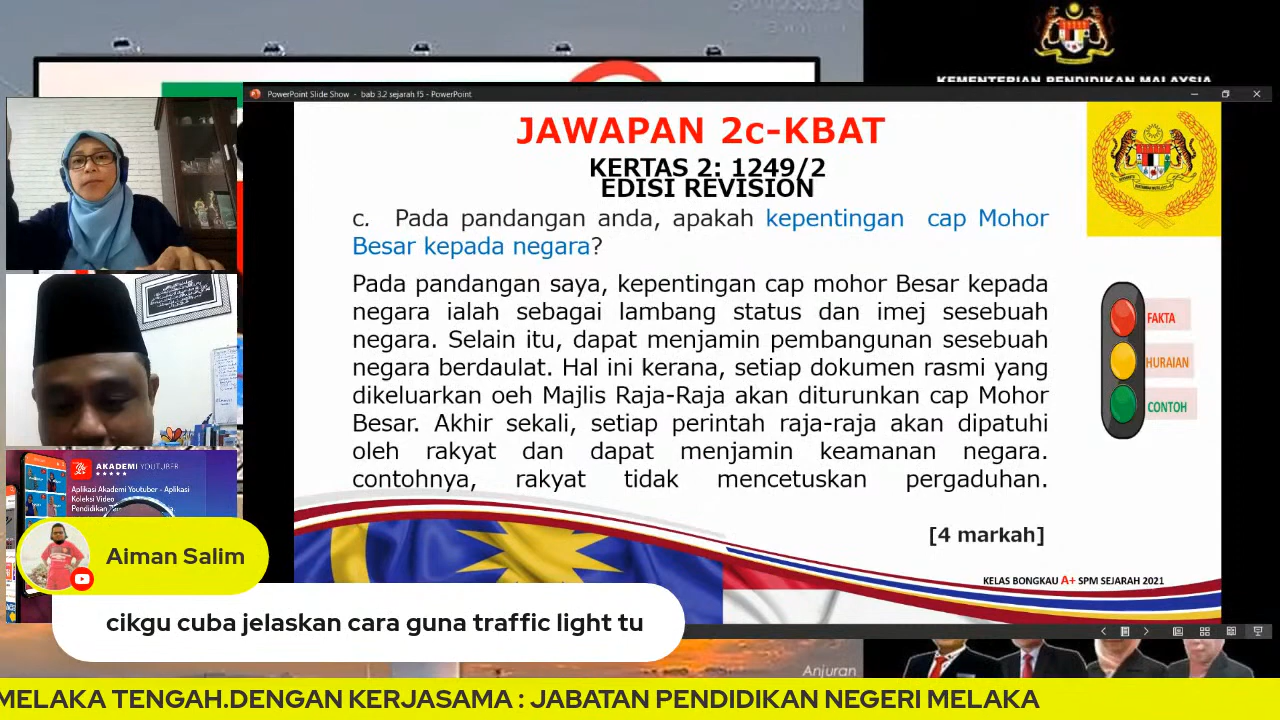 KEMENTERIAN PENDIDIKAN MALAYSIA
PowerPoint Slide Show - bab 3.2 sejarah f5 - PowerPoint
JAWAPAN 2c-KBAT
KERTAS 2: 1249/2
EDISI REVISION
c. Pada pandangan anda, apakah kepentingan cap Mohor
Besar kepada negara?
Pada pandangan saya, kepentingan cap mohor Besar kepada
negara ialah sebagai lambang status dan imej sesebuah
negara. Selain itu, dapat menjamin pembangunan sesebuah
negara berdaulat. Hal ini kerana, setiap dokumen rasmi yang
dikeluarkan oeh Majlis Raja-Raja akan diturunkan cap Mohor
Besar. Akhir sekali, setiap perintah raja-raja akan dipatuhi
oleh rakyat dan dapat menjamin keamanan negara.
contohnya, rakyat tidak mencetuskan pergaduhan.
[4 markah]
FAKTA
HURAIAN
CONTOH
KELAS BONGKAU A+ SPM SEJARAH 2021
AKADEMI YOUTUBER
Aplikasi Akademi Youtuber - Aplikasi
Koleksi Video
Aiman Salim
cikgu cuba jelaskan cara guna traffic light tu
Anjuran
MELAKA TENGAH.DENGAN KERJASAMA : JABATAN PENDIDIKAN NEGERI MELAKA